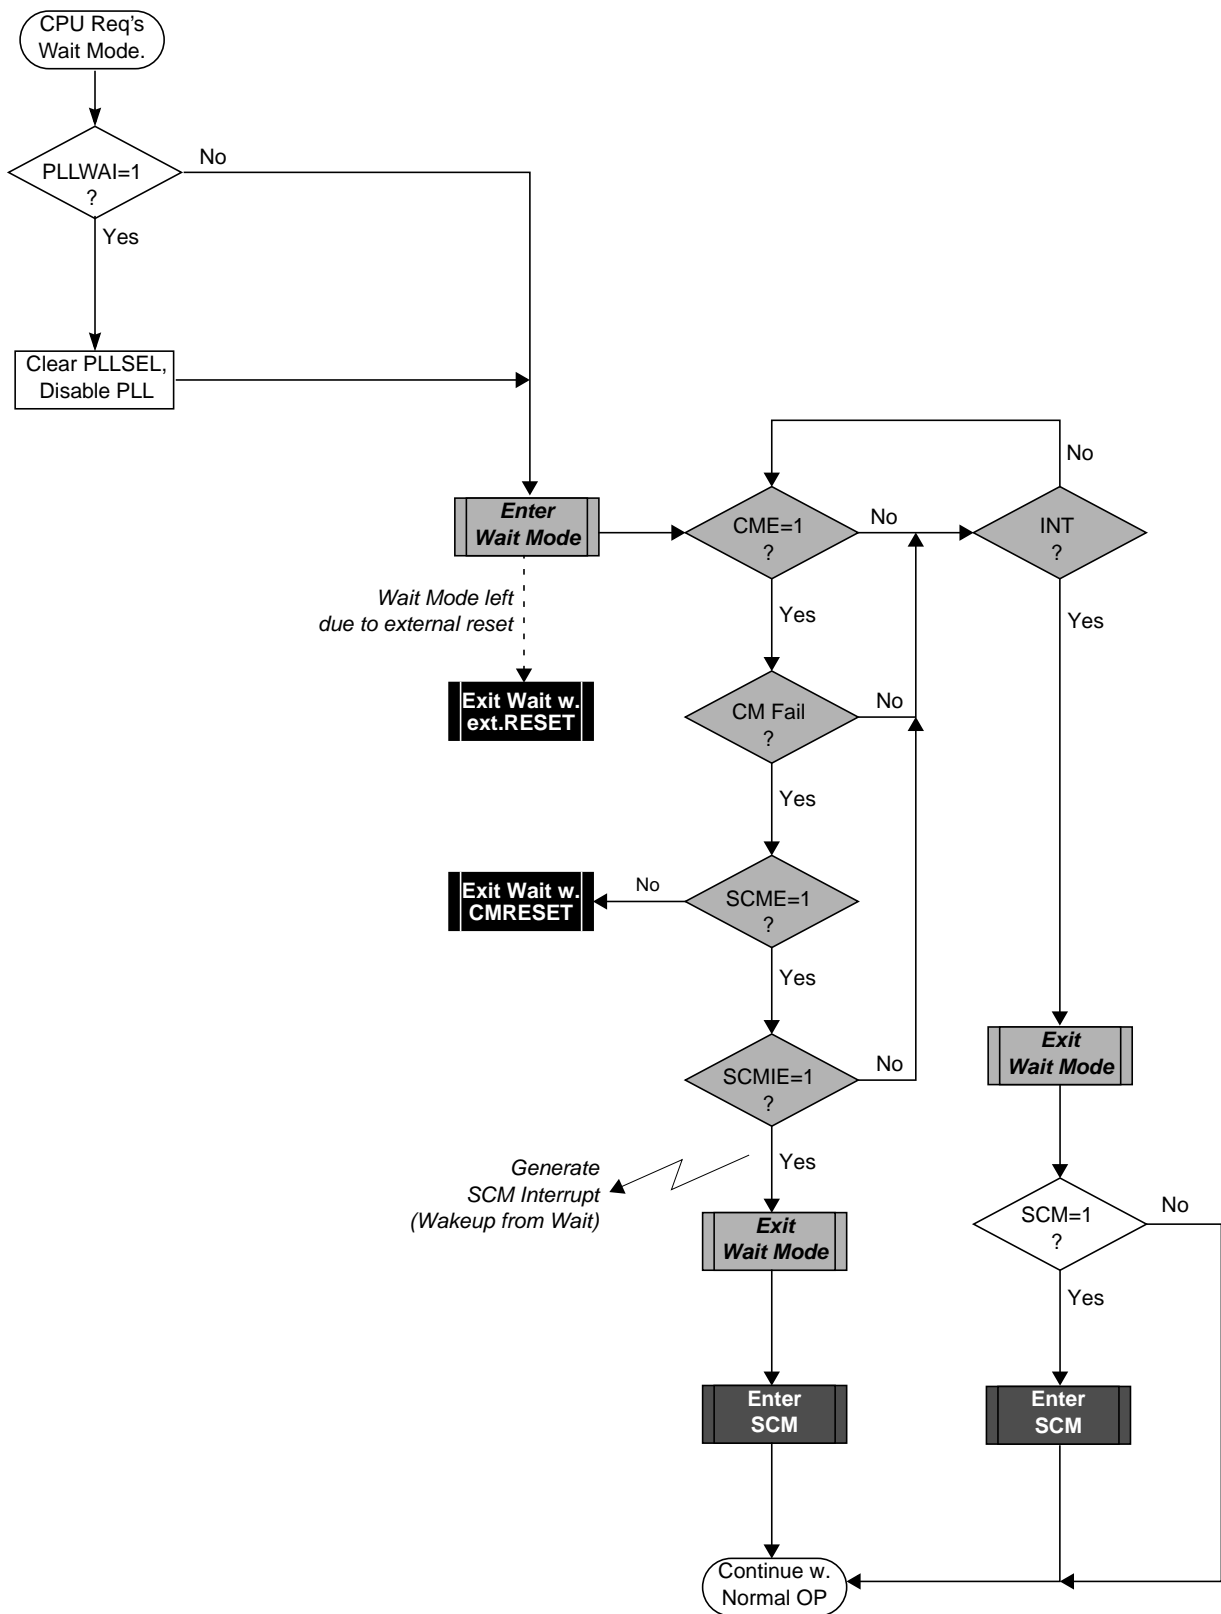 CPU Req's
Wait Mode.
PLLWAI=1
?
No
Yes
Clear PLLSEL,
Disable PLL
Enter
Wait Mode
Wait Mode left
due to external reset
Exit Wait w.
ext.RESET
CME=1
?
No
Yes
INT
?
No
Yes
CM Fail
?
No
Yes
SCME=1
?
No
Exit Wait w.
CMRESET
Yes
SCMIE=1
?
No
Yes
Generate
SCM Interrupt
(Wakeup from Wait)
Exit
Wait Mode
Enter
SCM
Exit
Wait Mode
SCM=1
?
No
Yes
Enter
SCM
Continue w.
Normal OP